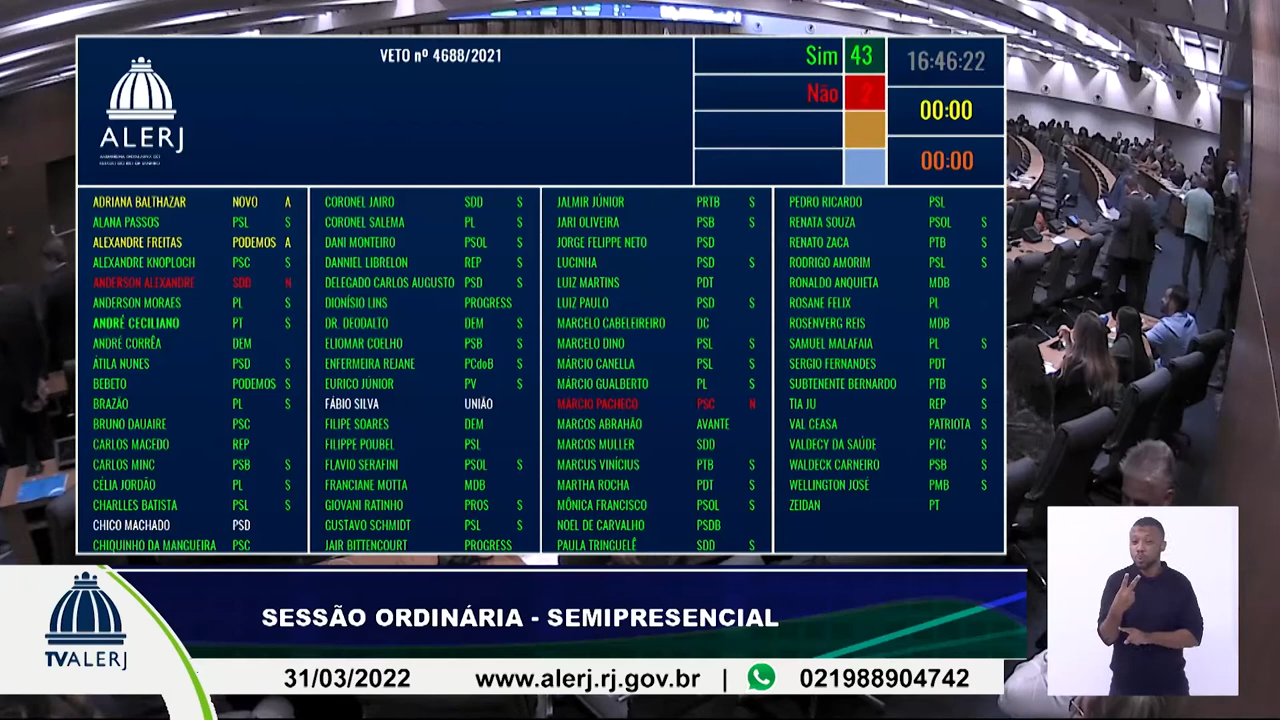 VETO nº 4688/2021
Sim 43
Não 2
16:46:22
00:00
00:00
ALERJ
ADRIANA BALTHAZAR NOVO A
ALANA PASSOS PSL S
ALEXANDRE FREITAS PODEMOS A
ALEXANDRE KNOPLOCH PSC S
ANDERSON ALEXANDRE SDD N
ANDERSON MORAES PL S
ANDRÉ CECILIANO PT S
ANDRÉ CORRÊA DEM
ÁTILA NUNES PSD S
BEBETO PODEMOS S
BRAZÃO PL S
BRUNO DAUAIRE PSC
CARLOS MACEDO REP
CARLOS MINC PSB S
CÉLIA JORDÃO PL S
CHARLLES BATISTA PSL S
CHICO MACHADO PSD
CHIQUINHO DA MANGUEIRA PSC
CORONEL JAIRO SDD S
CORONEL SALEMA PL S
DANI MONTEIRO PSOL S
DANNIEL LIBRELON REP S
DELEGADO CARLOS AUGUSTO PSD S
DIONÍSIO LINS PROGRESS
DR. DEODALTO DEM S
ELIOMAR COELHO PSB S
ENFERMEIRA REJANE PCdoB S
EURICO JÚNIOR PV S
FÁBIO SILVA UNIÃO
FILIPE SOARES DEM
FILIPPE POUBEL PSL
FLAVIO SERAFINI PSOL S
FRANCIANE MOTTA MDB
GIOVANI RATINHO PROS S
GUSTAVO SCHMIDT PSL S
JAIR BITTENCOURT PROGRESS
JALMIR JÚNIOR PRTB S
JARI OLIVEIRA PSB S
JORGE FELIPPE NETO PSD
LUCINHA PSD S
LUIZ MARTINS PDT
LUIZ PAULO PSD S
MARCELO CABELEIREIRO DC
MARCELO DINO PSL S
MÁRCIO CANELLA PSL S
MÁRCIO GUALBERTO PL S
MÁRCIO PACHECO PSC N
MARCOS ABRAHÃO AVANTE
MARCOS MULLER SDD
MARCUS VINÍCIUS PTB S
MARTHA ROCHA PDT S
MÔNICA FRANCISCO PSOL S
NOEL DE CARVALHO PSDB
PAULA TRINGUELÊ SDD S
PEDRO RICARDO PSL
RENATA SOUZA PSOL S
RENATO ZACA PTB S
RODRIGO AMORIM PSL S
RONALDO ANQUIETA MDB
ROSANE FELIX PL
ROSENVERG REIS MDB
SAMUEL MALAFAIA PL S
SERGIO FERNANDES PDT
SUBTENENTE BERNARDO PTB S
TIA JU REP S
VAL CEASA PATRIOTA S
VALDECY DA SAÚDE PTC S
WALDECK CARNEIRO PSB S
WELLINGTON JOSÉ PMB S
ZEIDAN PT
TVALERJ
SESSÃO ORDINÁRIA - SEMIPRESENCIAL
31/03/2022 www.alerj.rj.gov.br | 021988904742